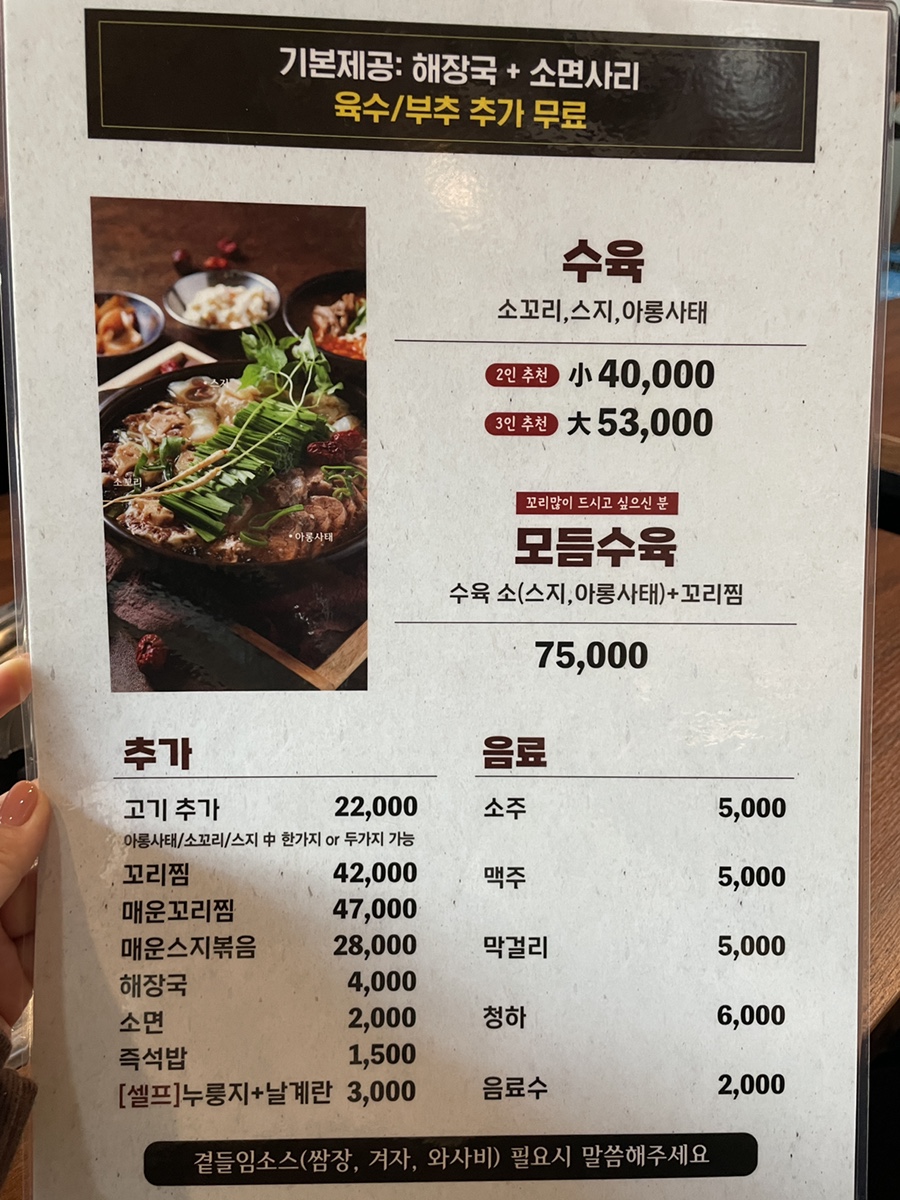 기본제공: 해장국 + 소면사리
육수/부추 추가 무료
수육
소꼬리,스지,아롱사태
2인 추천 小 40,000
3인 추천 大 53,000
스지
소꼬리
•아롱사태
꼬리많이 드시고 싶으신 분
모듬수육
수육 소(스지,아롱사태)+꼬리찜
75,000
추가
고기 추가 22,000
아롱사태/소꼬리/스지 中 한가지 or 두가지 가능
꼬리찜 42,000
매운꼬리찜 47,000
매운스지볶음 28,000
해장국 4,000
소면 2,000
즉석밥 1,500
[셀프]누룽지+날계란 3,000
음료
소주 5,000
맥주 5,000
막걸리 5,000
청하 6,000
음료수 2,000
곁들임소스(쌈장, 겨자, 와사비) 필요시 말씀해주세요